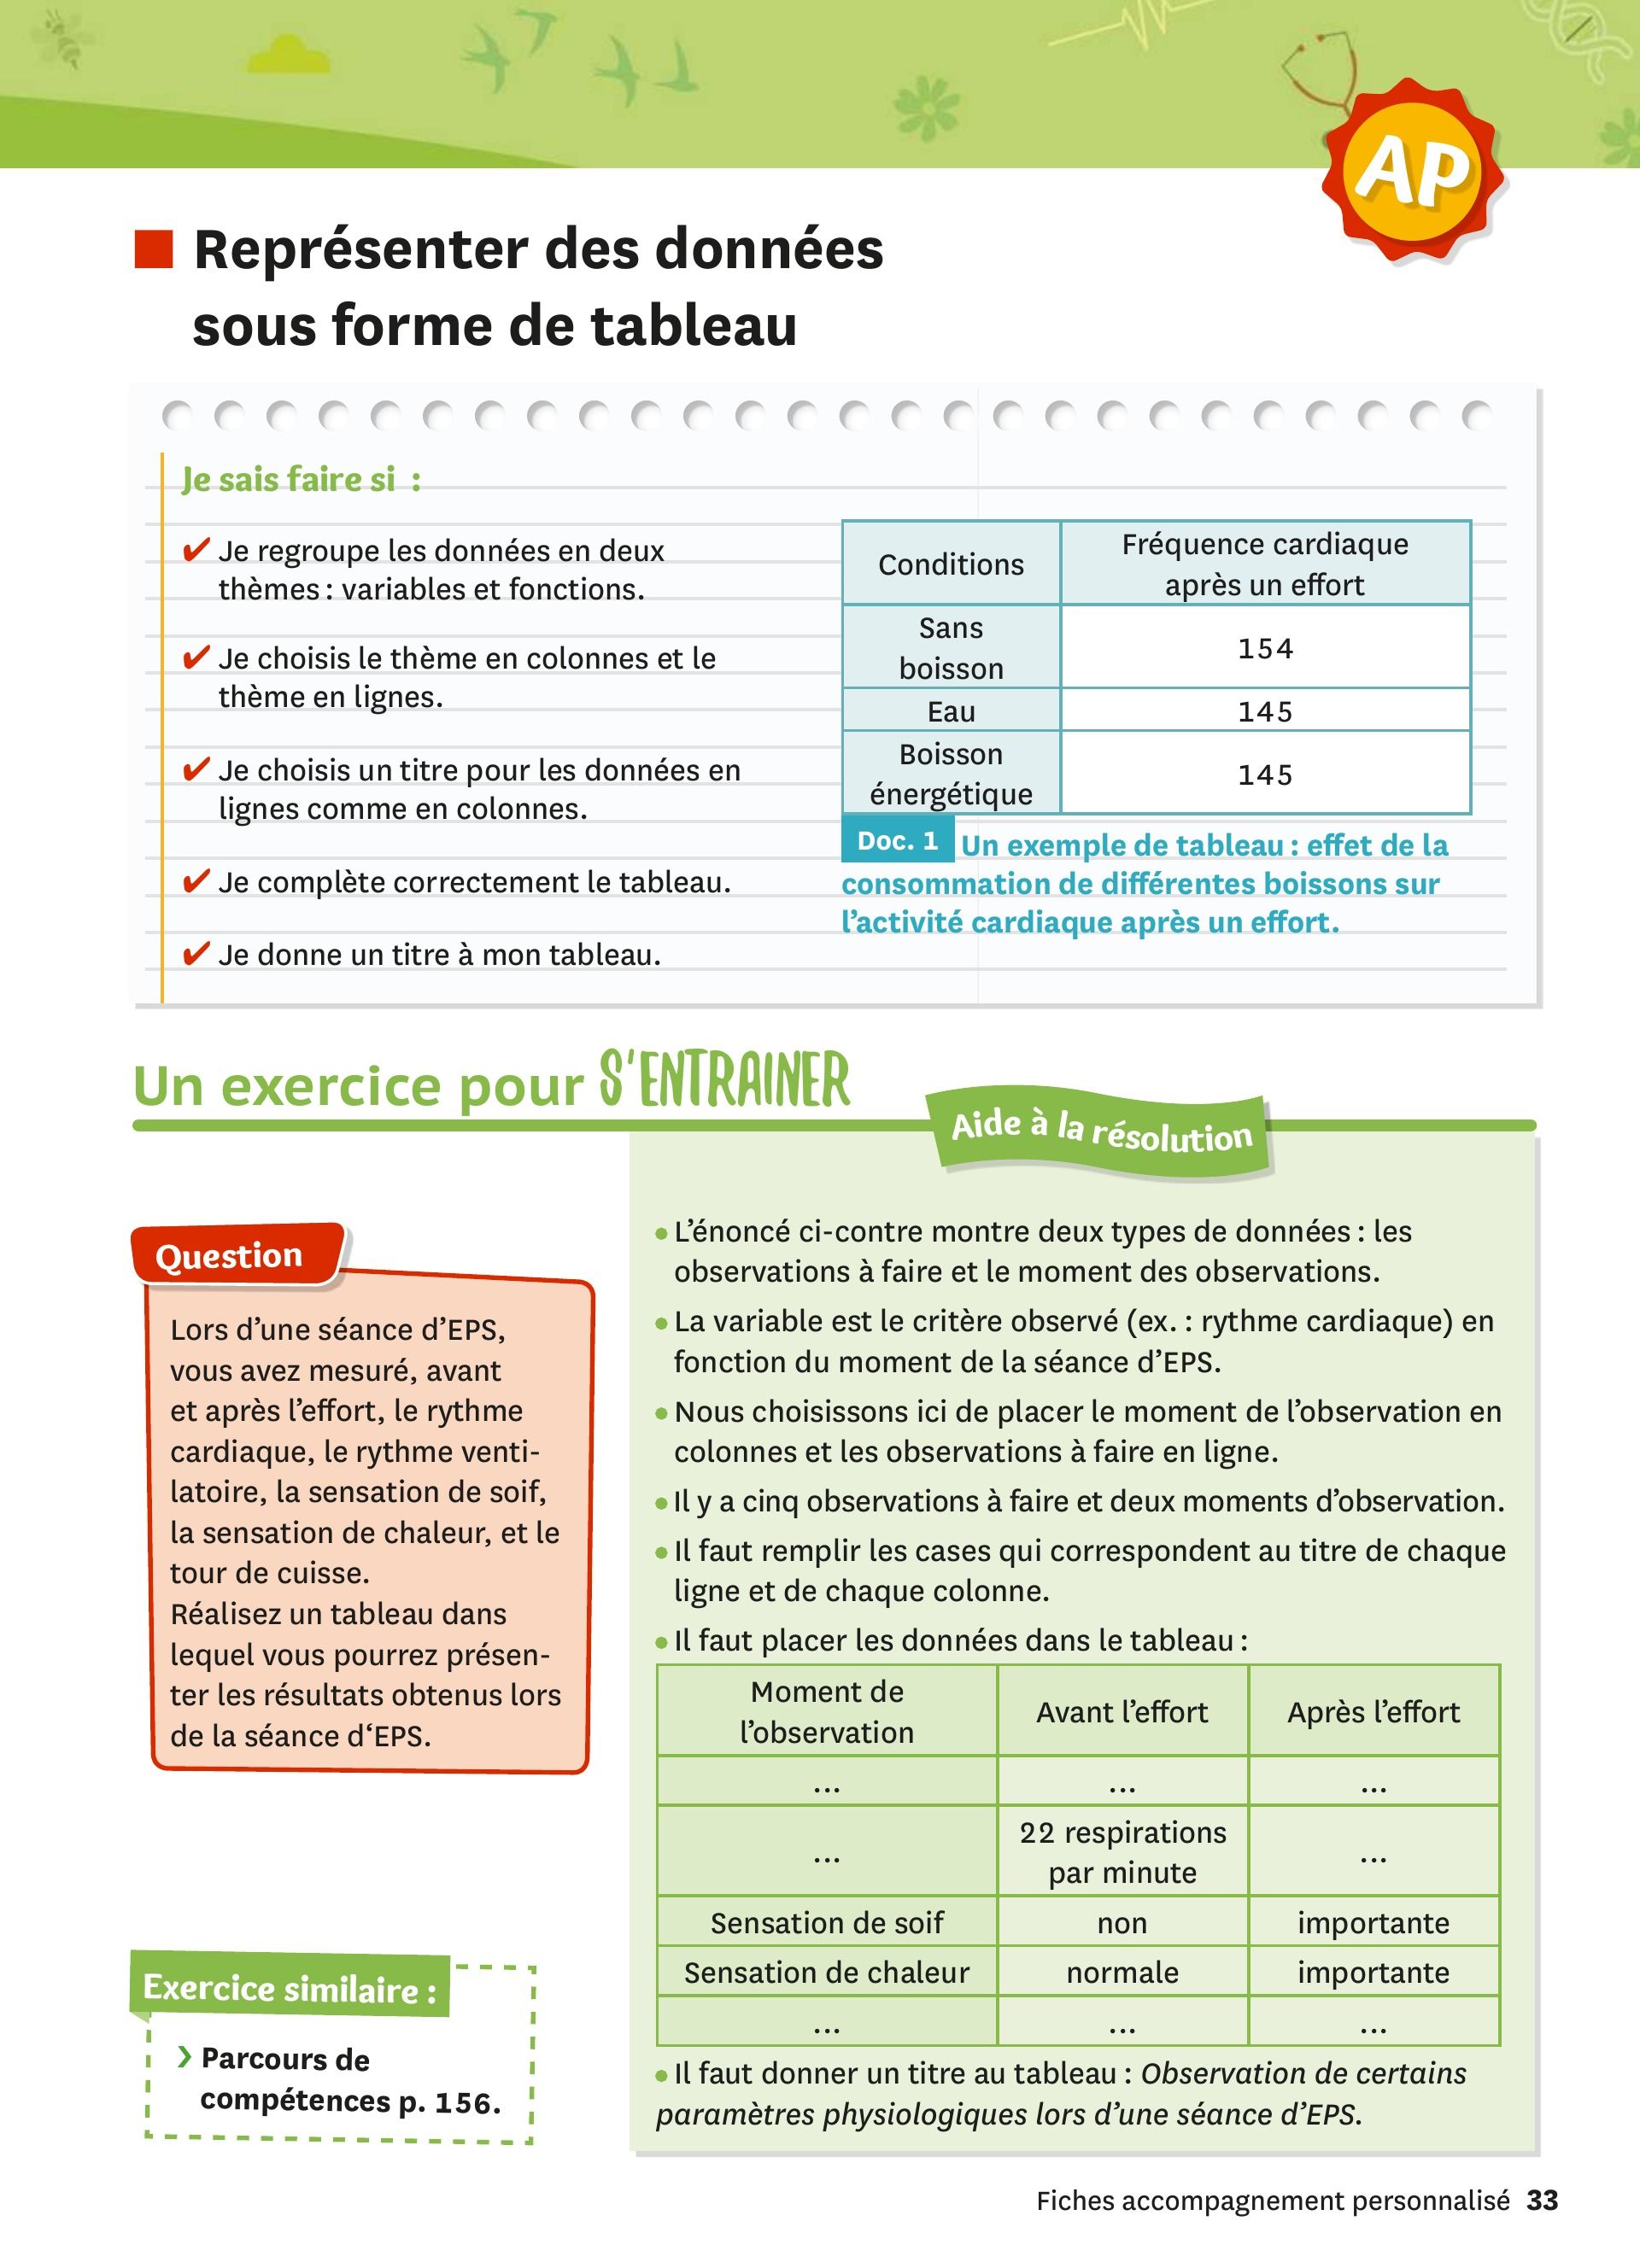 AP
Représenter des données
sous forme de tableau
Je sais faire si :
✔ Je regroupe les données en deux
thèmes : variables et fonctions.
✔ Je choisis le thème en colonnes et le
thème en lignes.
✔ Je choisis un titre pour les données en
lignes comme en colonnes.
✔ Je complète correctement le tableau.
✔ Je donne un titre à mon tableau.
Conditions
Fréquence cardiaque
après un effort
Sans
boisson
154
Eau
145
Boisson
énergétique
145
Doc. 1 Un exemple de tableau : effet de la
consommation de différentes boissons sur
l’activité cardiaque après un effort.
Un exercice pour S'ENTRAINER
Question
Lors d’une séance d’EPS,
vous avez mesuré, avant
et après l’effort, le rythme
cardiaque, le rythme venti-
latoire, la sensation de soif,
la sensation de chaleur, et le
tour de cuisse.
Réalisez un tableau dans
lequel vous pourrez présen-
ter les résultats obtenus lors
de la séance d‘EPS.
Exercice similaire :
› Parcours de
compétences p. 156.
Aide à la résolution
• L’énoncé ci-contre montre deux types de données : les
observations à faire et le moment des observations.
• La variable est le critère observé (ex. : rythme cardiaque) en
fonction du moment de la séance d’EPS.
• Nous choisissons ici de placer le moment de l’observation en
colonnes et les observations à faire en ligne.
• Il y a cinq observations à faire et deux moments d’observation.
• Il faut remplir les cases qui correspondent au titre de chaque
ligne et de chaque colonne.
• Il faut placer les données dans le tableau :
Moment de
l’observation
Avant l’effort
Après l’effort
... ... ...
...
22 respirations
par minute
...
Sensation de soif non importante
Sensation de chaleur normale importante
... ... ...
• Il faut donner un titre au tableau : Observation de certains
paramètres physiologiques lors d’une séance d’EPS.
Fiches accompagnement personnalisé 33